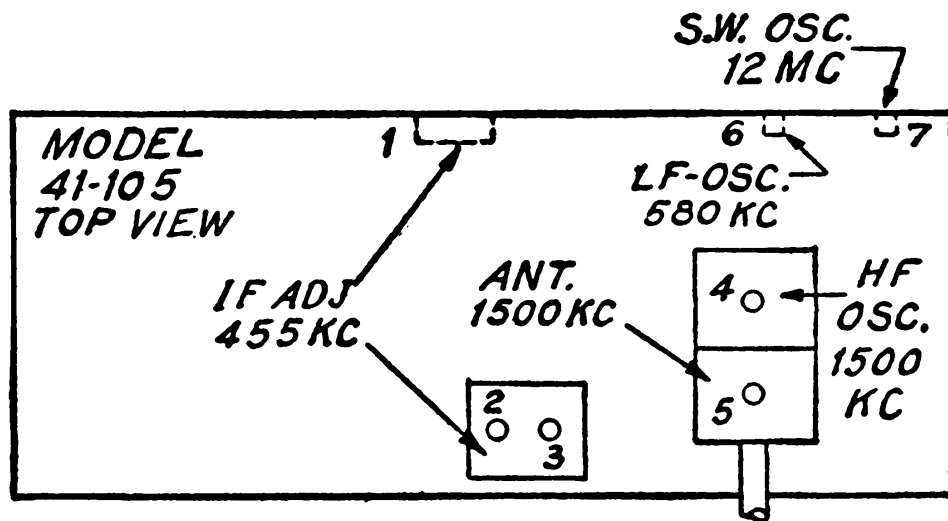 S.W. OSC.
12 MC
MODEL
41-105
TOP VIEW
1
6
7
LF-OSC.
580 KC
IF ADJ
455 KC
ANT.
1500 KC
4
HF
OSC.
1500
KC
5
2
3